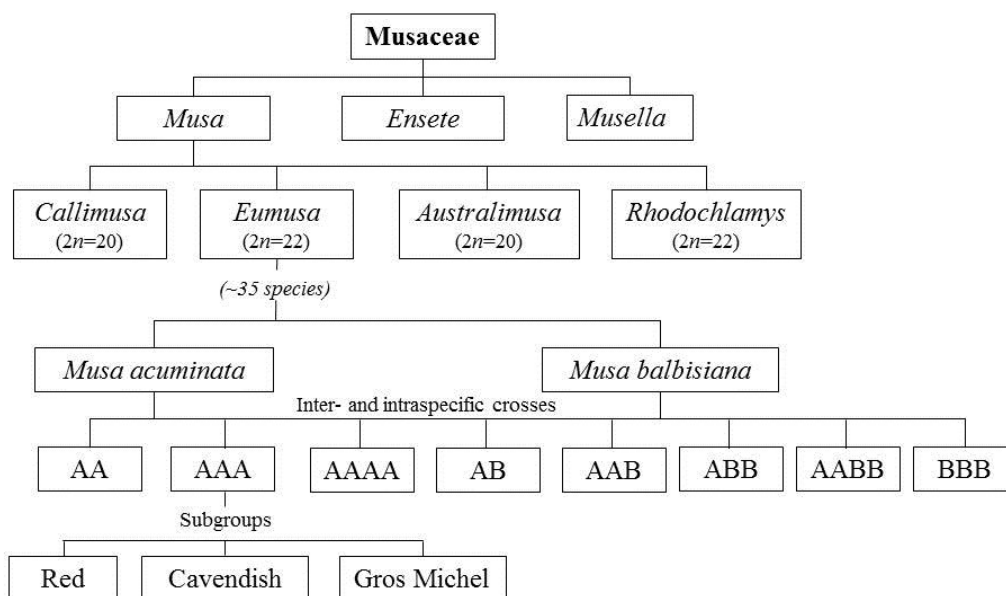 Musaceae
Musa
Ensete
Musella
Callimusa
(2n=20)
Eumusa
(2n=22)
Australimusa
(2n=20)
Rhodochlamys
(2n=22)
(~35 species)
Musa acuminata
Musa balbisiana
Inter- and intraspecific crosses
AA
AAA
AAAA
AB
AAB
ABB
AABB
BBB
Subgroups
Red
Cavendish
Gros Michel